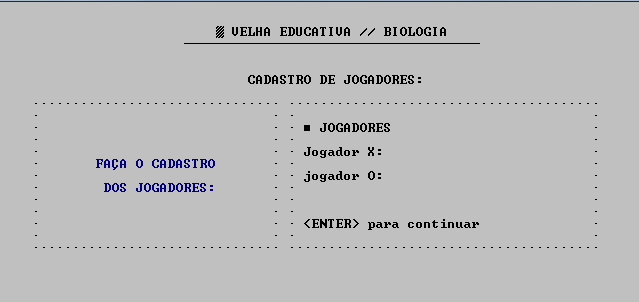 VELHA EDUCATIVA // BIOLOGIA
CADASTRO DE JOGADORES:
FAÇA O CADASTRO
DOS JOGADORES:
■ JOGADORES
Jogador X:
jogador O:
<ENTER> para continuar